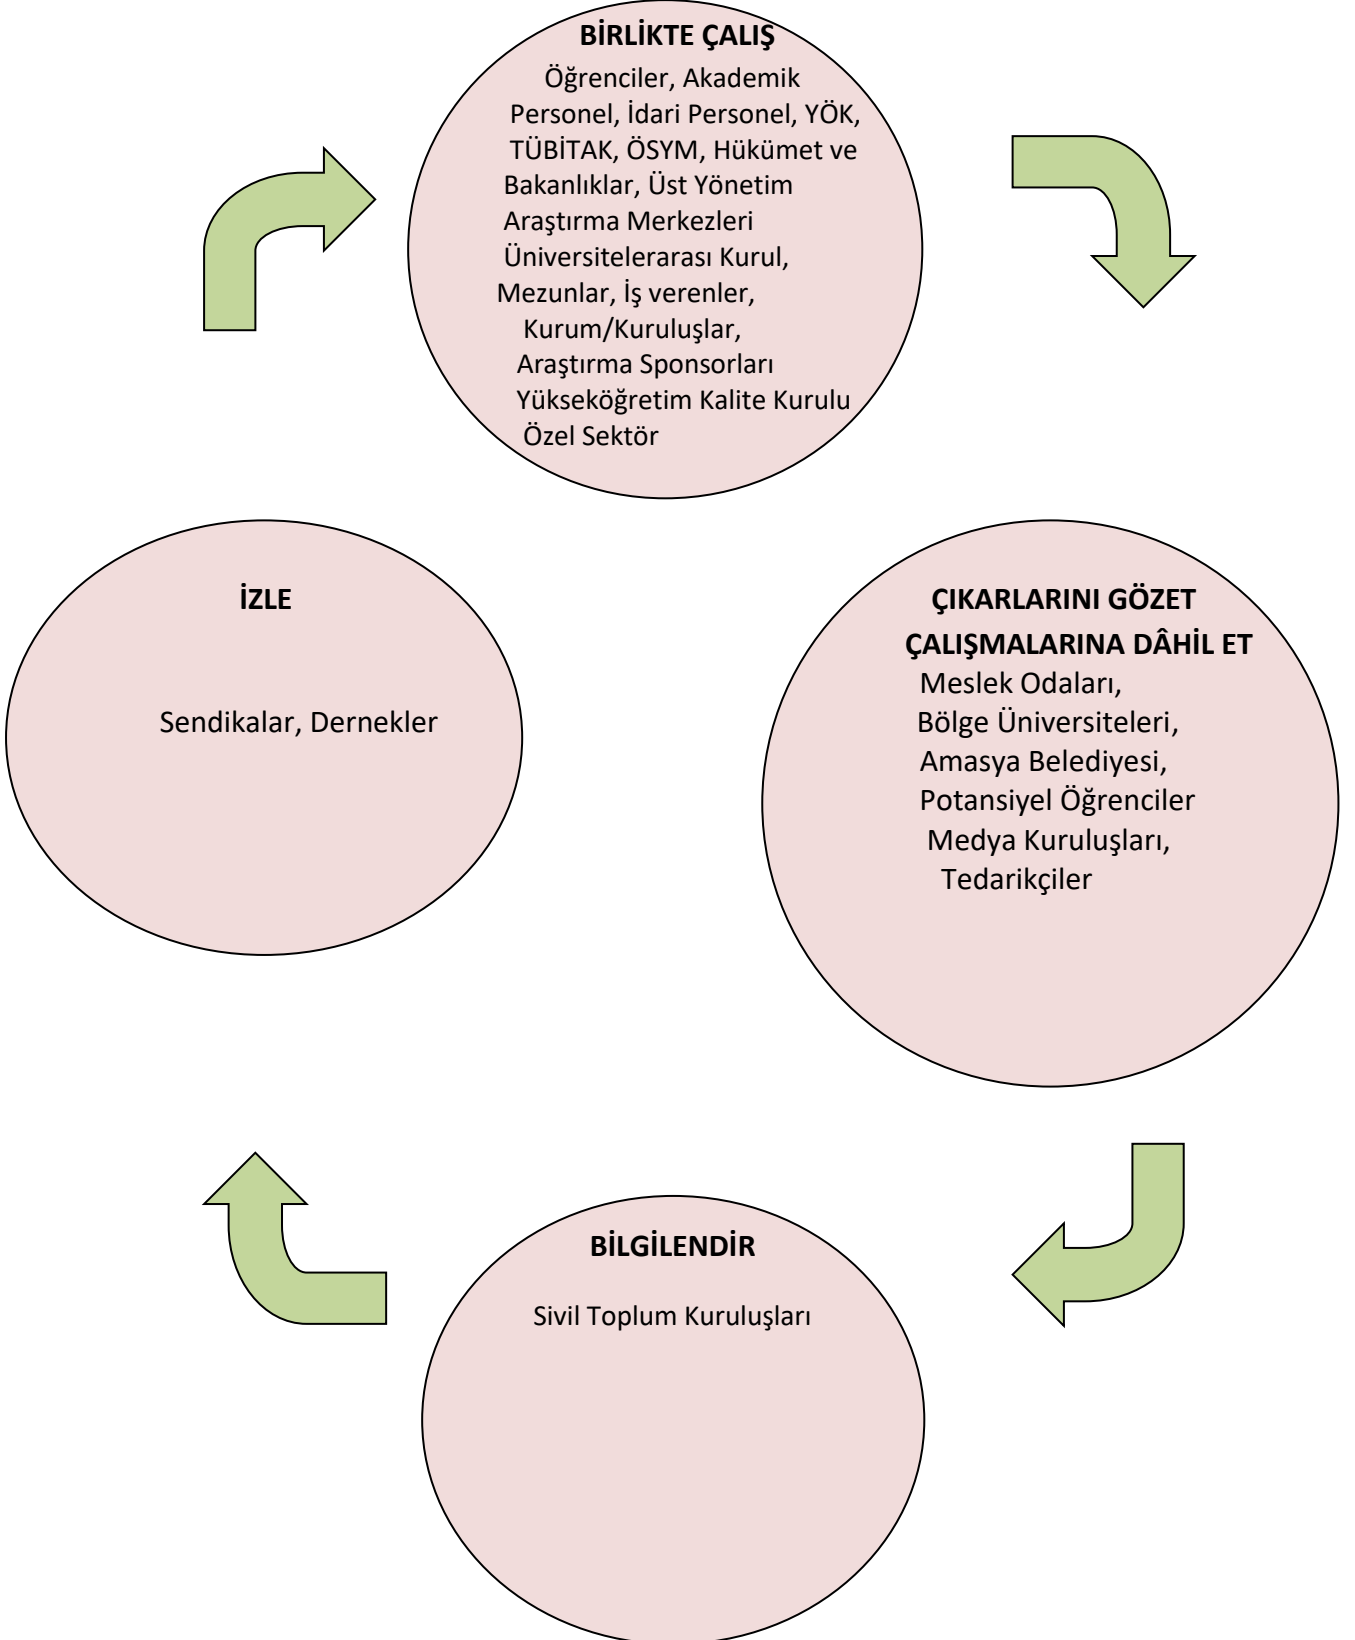 BİRLİKTE ÇALIŞ
Öğrenciler, Akademik
Personel, İdari Personel, YÖK,
TÜBİTAK, ÖSYM, Hükümet ve
Bakanlıklar, Üst Yönetim
Araştırma Merkezleri
Üniversitelerarası Kurul,
Mezunlar, İş verenler,
Kurum/Kuruluşlar,
Araştırma Sponsorları
Yükseköğretim Kalite Kurulu
Özel Sektör
İZLE
Sendikalar, Dernekler
ÇIKARLARINI GÖZET
ÇALIŞMALARINA DÂHİL ET
Meslek Odaları,
Bölge Üniversiteleri,
Amasya Belediyesi,
Potansiyel Öğrenciler
Medya Kuruluşları,
Tedarikçiler
BİLGİLENDİR
Sivil Toplum Kuruluşları